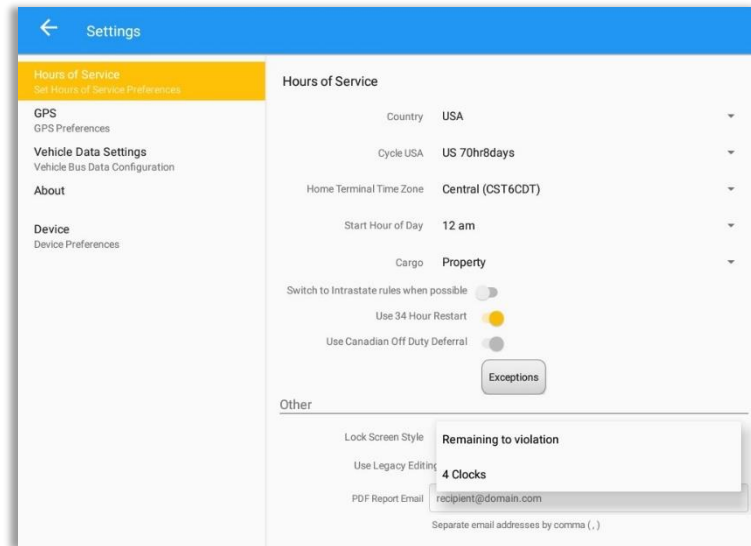 Settings
Hours of Service
Set Hours of Service Preferences
GPS
GPS Preferences
Vehicle Data Settings
Vehicle Bus Data Configuration
About
Device
Device Preferences
Hours of Service
Country USA
Cycle USA US 70hr8days
Home Terminal Time Zone Central (CST6CDT)
Start Hour of Day 12 am
Cargo Property
Switch to Intrastate rules when possible
Use 34 Hour Restart
Use Canadian Off Duty Deferral
Exceptions
Other
Lock Screen Style Remaining to violation
Use Legacy Editing 4 Clocks
PDF Report Email recipient@domain.com
Separate email addresses by comma ( , )